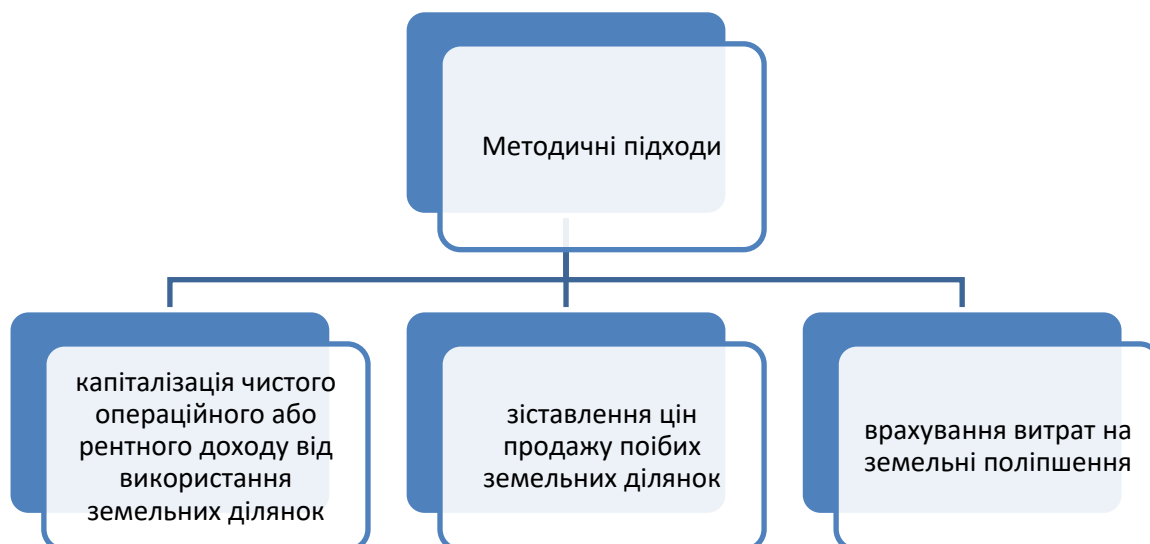 Методичні підходи
капіталізація чистого
операційного або
рентного доходу від
використання
земельних ділянок
зіставлення цін
продажу поібих
земельних ділянок
врахування витрат на
земельні поліпшення